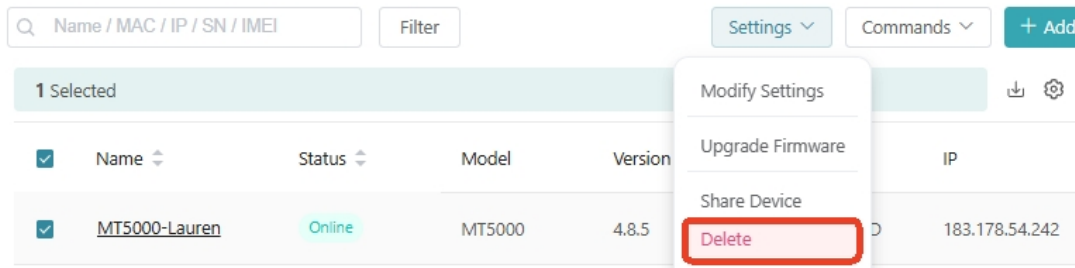 Name / MAC / IP / SN / IMEI
Filter
Settings
Commands
+ Add
1 Selected
Modify Settings
Upgrade Firmware
Share Device
Delete
Name
Status
Model
Version
IP
MT5000-Lauren
Online
MT5000
4.8.5
183.178.54.242